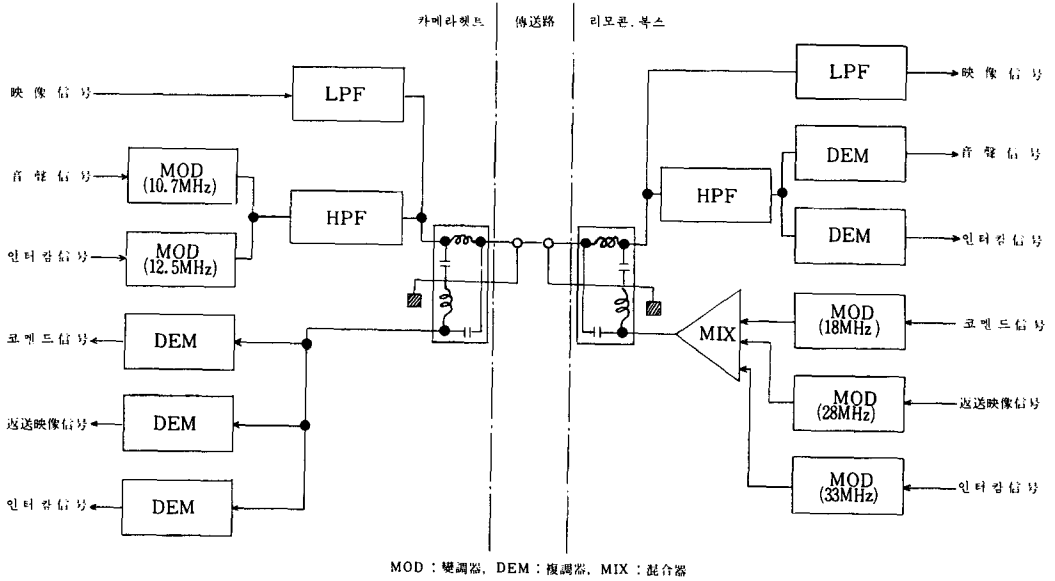 카메라헷드
傳送路
리모콘.복스
映像信号
LPF
LPF
映像信号
音聲信号
MOD
(10.7MHz)
HPF
HPF
DEM
音聲信号
인터컴信号
MOD
(12.5MHz)
DEM
인터컴信号
코멘드信号
DEM
MIX
MOD
(18MHz)
코멘드信号
返送映像信号
DEM
MOD
(28MHz)
返送映像信号
인터컴信号
DEM
MOD
(33MHz)
인터컴信号
MOD : 變調器, DEM : 複調器, MIX : 混合器